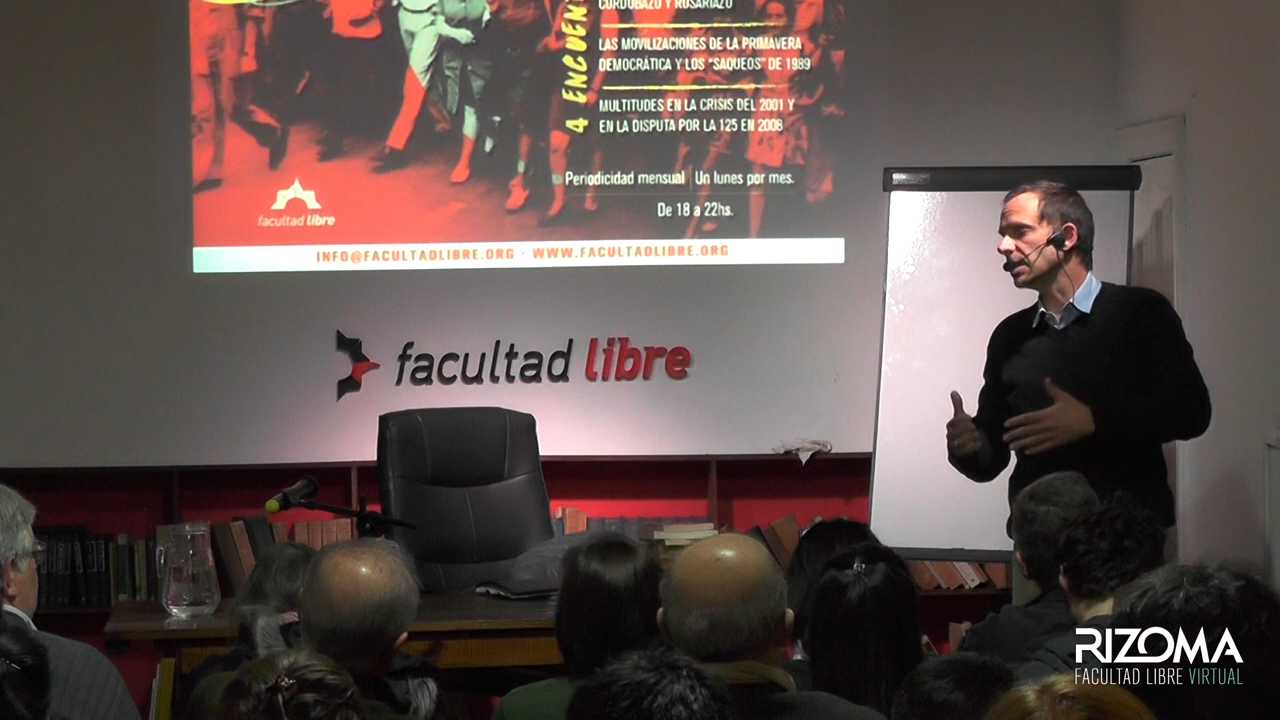 4 ENCUEN
CORDOBAZO Y ROSARIAZO
LAS MOVILIZACIONES DE LA PRIMAVERA
DEMOCRÁTICA Y LOS "SAQUEOS" DE 1989
MULTITUDES EN LA CRISIS DEL 2001 Y
EN LA DISPUTA POR LA 125 EN 2008
Periodicidad mensual | Un lunes por mes.
De 18 a 22hs.
facultad libre
INFO@FACULTADLIBRE.ORG · WWW.FACULTADLIBRE.ORG
facultad libre
RIZOMA
FACULTAD LIBRE VIRTUAL